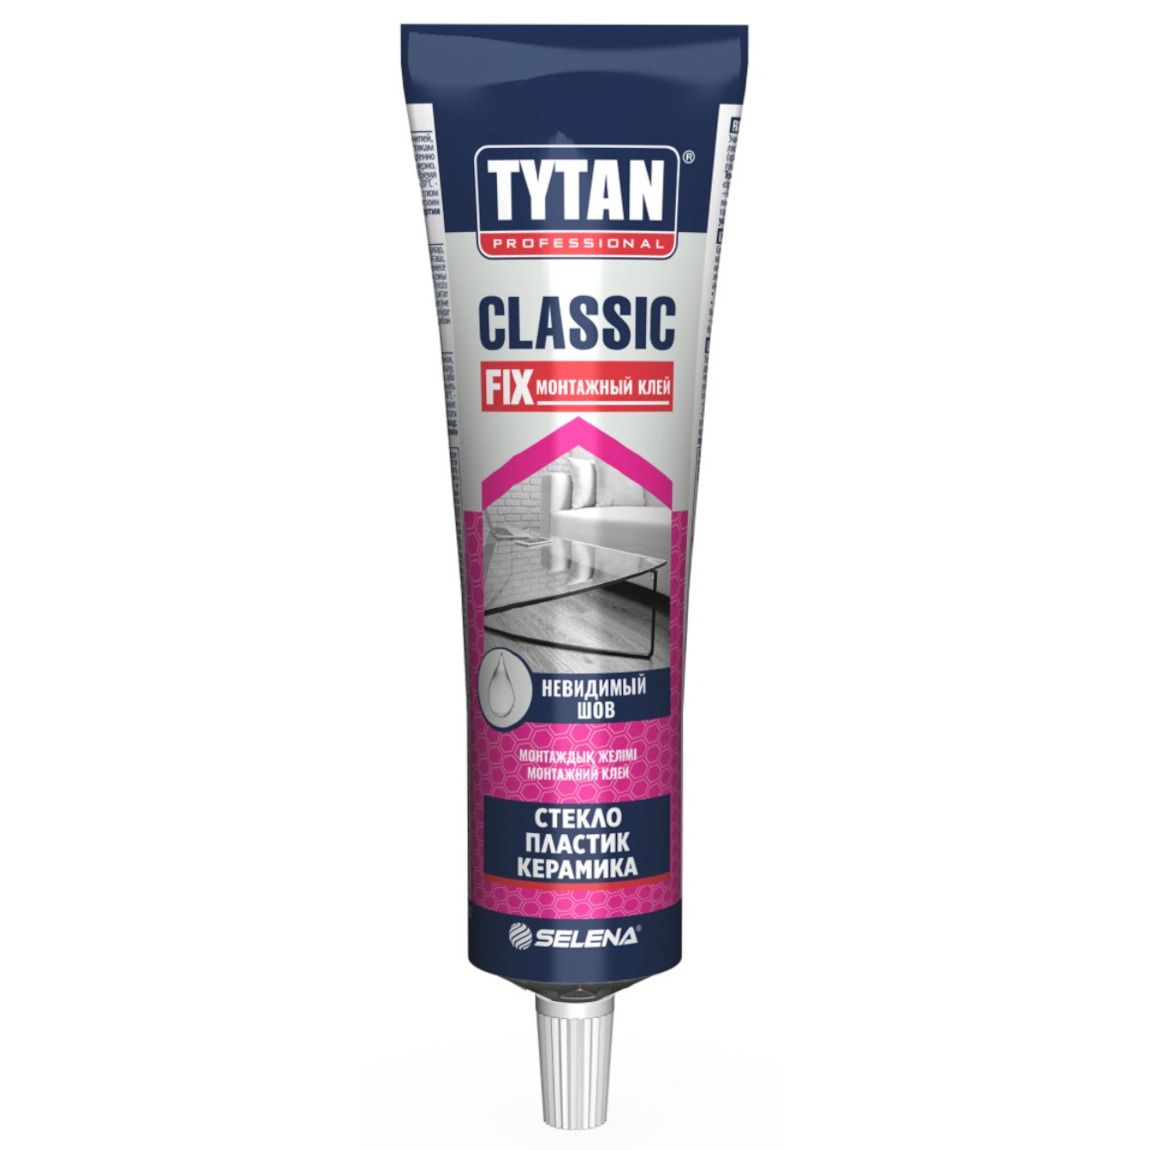 TYTAN®
PROFESSIONAL
CLASSIC
FIX МОНТАЖНЫЙ КЛЕЙ
НЕВИДИМЫЙ
ШОВ
МОНТАЖДЫҚ ЖЕЛІМІ
МОНТАЖНИЙ КЛЕЙ
СТЕКЛО
ПЛАСТИК
КЕРАМИКА
SELENA®